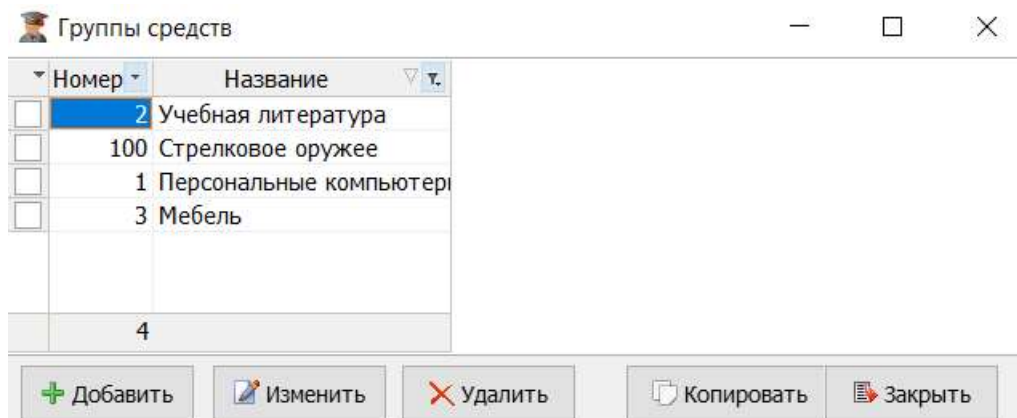 Группы средств
Номер Название
2 Учебная литература
100 Стрелковое оружее
1 Персональные компьютер
3 Мебель
4
Добавить Изменить Удалить Копировать Закрыть